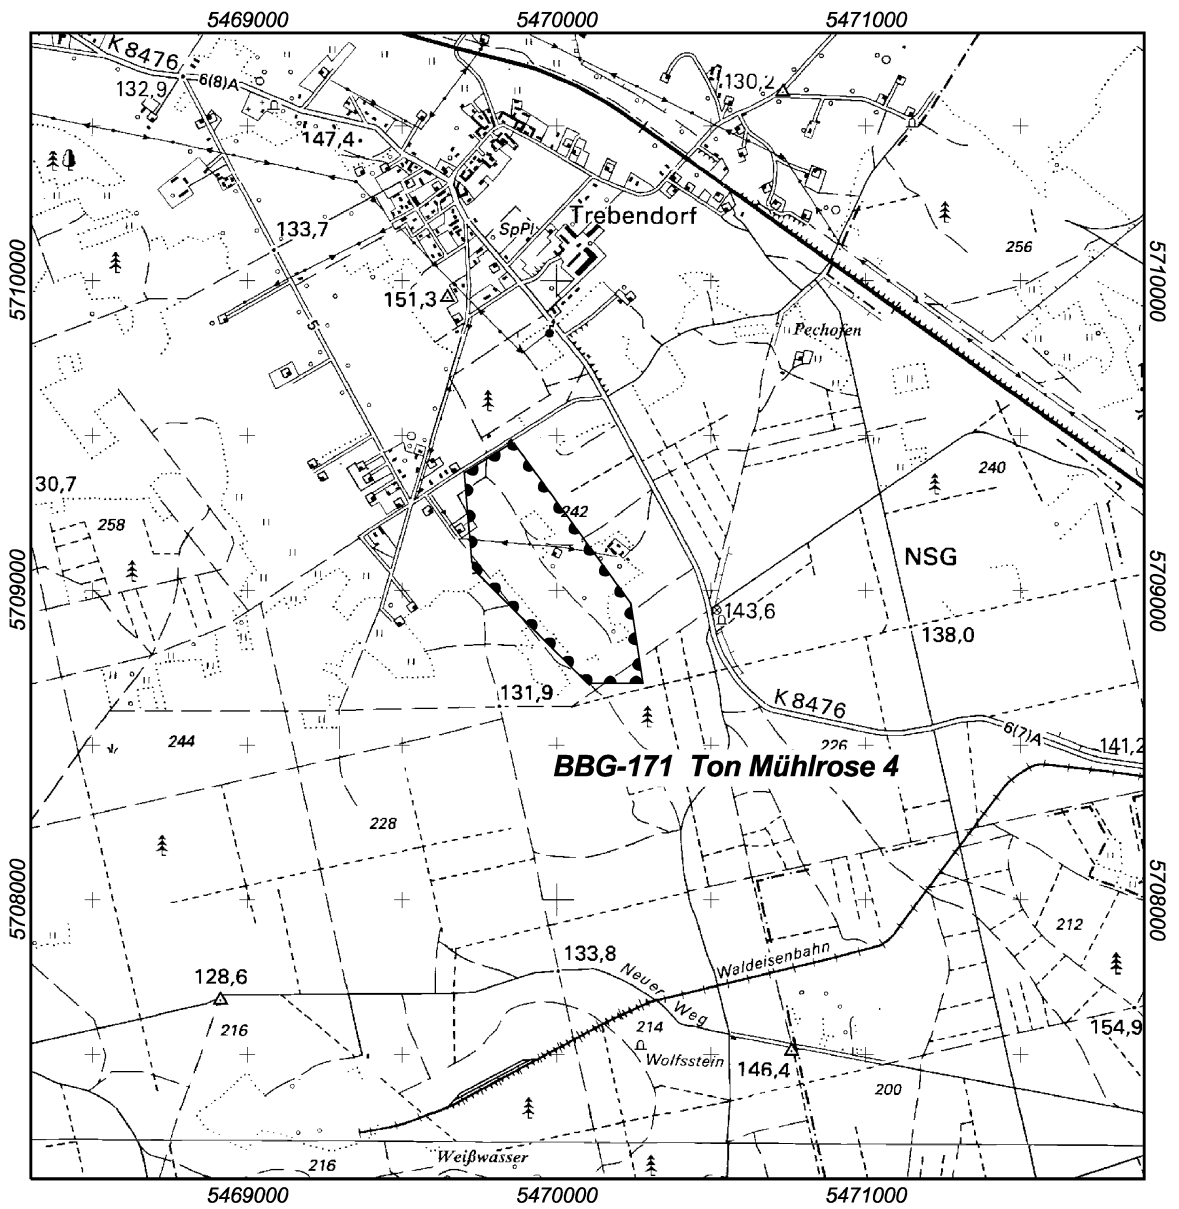 5469000 5470000 5471000
K 8476
6(8)A
132,9
130,2
147,4
133,7
SpPl
Trebendorf
256
5710000
5710000
151,3
5
Pechofen
30,7
258
242
240
NSG
5709000
5709000
143,6
138,0
131,9
K 8476
6(7)A
244
226
141,2
BBG-171 Ton Mühlrose 4
228
5708000
5708000
212
133,8
Neuer Weg
Waldeisenbahn
128,6
216
214
Wolfsstein
146,4
154,9
200
216
Weißwasser
5469000 5470000 5471000